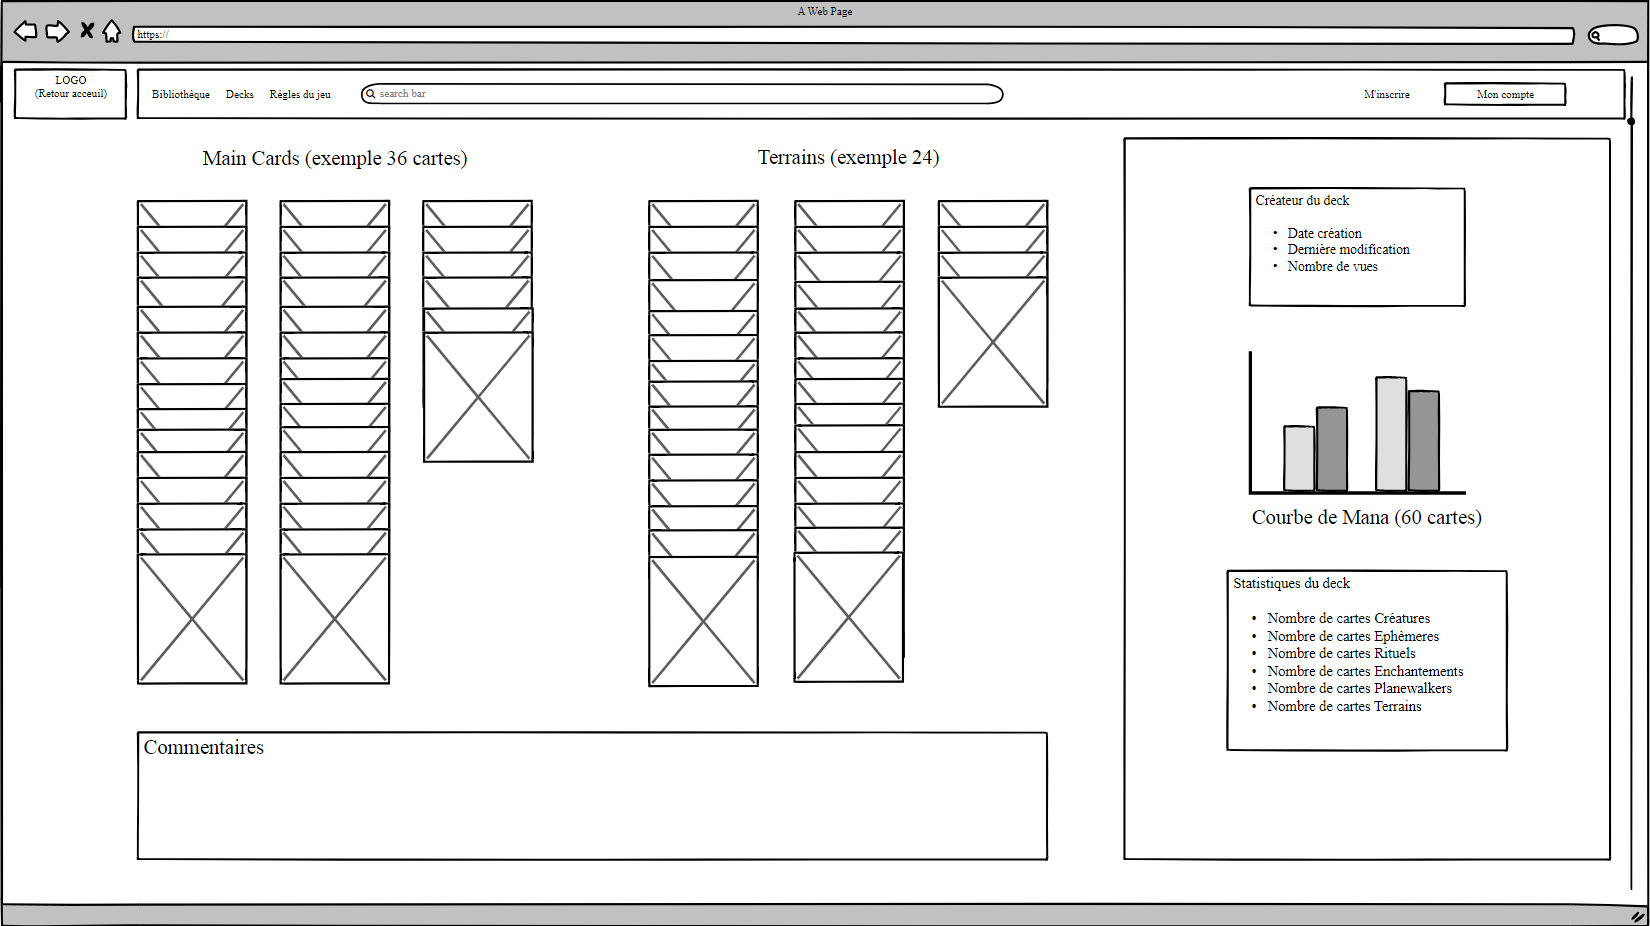 A Web Page
https://
LOGO
(Retour acceuil)
Bibliothèque
Decks
Règles du jeu
search bar
M'inscrire
Mon compte
Main Cards (exemple 36 cartes)
Terrains (exemple 24)
Créateur du deck
• Date création
• Dernière modification
• Nombre de vues
Courbe de Mana (60 cartes)
Statistiques du deck
• Nombre de cartes Créatures
• Nombre de cartes Ephèmeres
• Nombre de cartes Rituels
• Nombre de cartes Enchantements
• Nombre de cartes Planewalkers
• Nombre de cartes Terrains
Commentaires